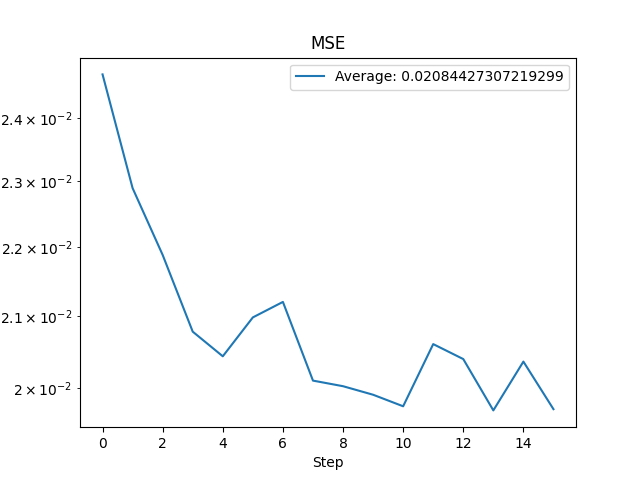 MSE
Average: 0.02084427307219299
2.4 × 10⁻²
2.3 × 10⁻²
2.2 × 10⁻²
2.1 × 10⁻²
2 × 10⁻²
0 2 4 6 8 10 12 14
Step